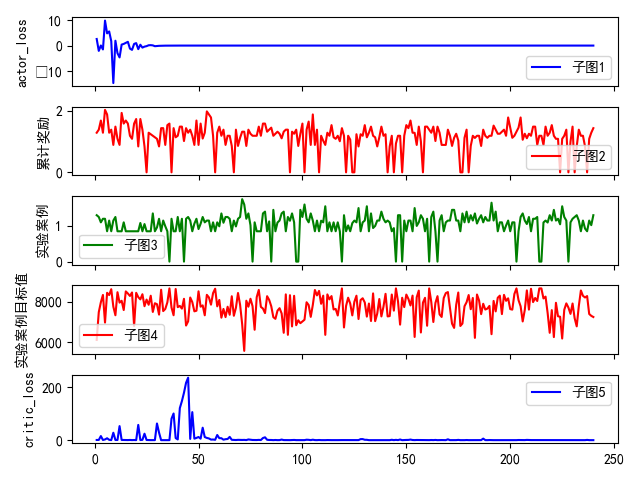 actor_loss
10
0
□10
子图1
累计奖励
2
0
子图2
实验案例
1
0
子图3
实验案例目标值
8000
6000
子图4
critic_loss
200
0
子图5
0 50 100 150 200 250